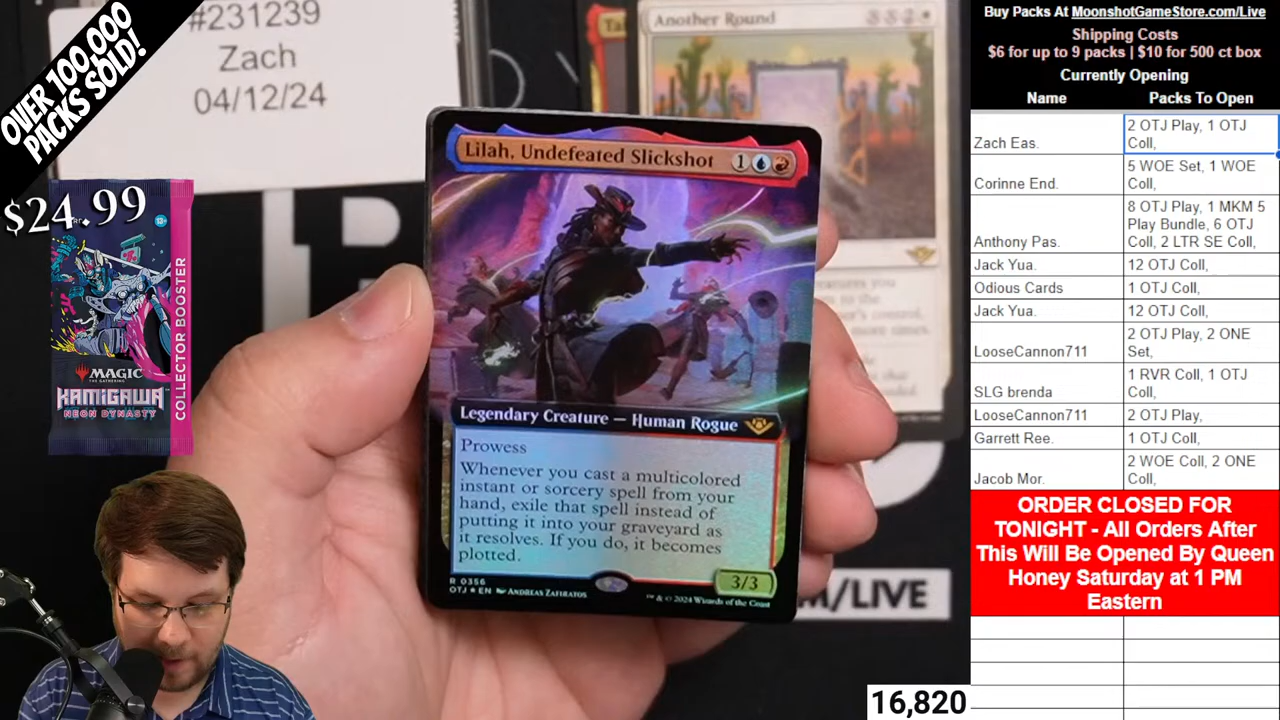 OVER 100,000
PACKS SOLD!
#231239
Zach
04/12/24
$24.99
MAGIC
THE GATHERING
KAMIGAWA
NEON DYNASTY
COLLECTOR BOOSTER
Another Round
Lilah, Undefeated Slickshot 1
Legendary Creature — Human Rogue
Prowess
Whenever you cast a multicolored
instant or sorcery spell from your
hand, exile that spell instead of
putting it into your graveyard as
it resolves. If you do, it becomes
plotted.
3/3
R 0356
OTJ ★ EN ANDREAS ZAFIRATOS
™ & © 2024 Wizards of the Coast
M/LIVE
16,820
Buy Packs At MoonshotGameStore.com/Live
Shipping Costs
$6 for up to 9 packs | $10 for 500 ct box
Currently Opening
Name Packs To Open
Zach Eas. 2 OTJ Play, 1 OTJ
Coll,
Corinne End. 5 WOE Set, 1 WOE
Coll,
Anthony Pas. 8 OTJ Play, 1 MKM 5
Play Bundle, 6 OTJ
Coll, 2 LTR SE Coll,
Jack Yua. 12 OTJ Coll,
Odious Cards 1 OTJ Coll,
Jack Yua. 12 OTJ Coll,
LooseCannon711 2 OTJ Play, 2 ONE
Set,
SLG brenda 1 RVR Coll, 1 OTJ
Coll,
LooseCannon711 2 OTJ Play,
Garrett Ree. 1 OTJ Coll,
Jacob Mor. 2 WOE Coll, 2 ONE
Coll,
ORDER CLOSED FOR
TONIGHT - All Orders After
This Will Be Opened By Queen
Honey Saturday at 1 PM
Eastern